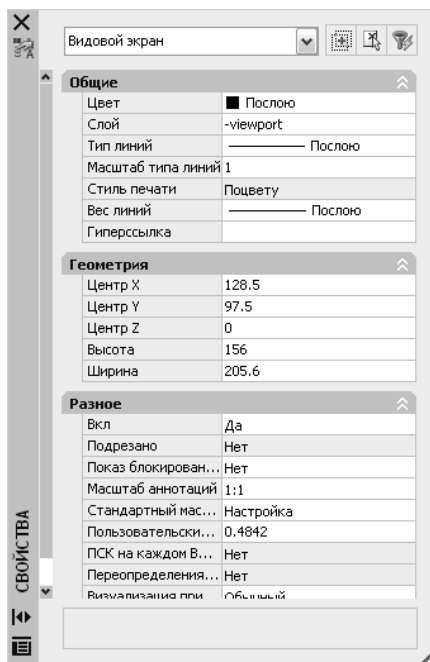 Видовой экран
Общие
Цвет Послою
Слой -viewport
Тип линий Послою
Масштаб типа линий 1
Стиль печати Поцвету
Вес линий Послою
Гиперссылка
Геометрия
Центр X 128.5
Центр Y 97.5
Центр Z 0
Высота 156
Ширина 205.6
Разное
Вкл Да
Подрезано Нет
Показ блокирован... Нет
Масштаб аннотаций 1:1
Стандартный мас... Настройка
Пользовательски... 0.4842
ПСК на каждом В... Нет
Переопределения... Нет
Визуализация при Обычный
СВОЙСТВА